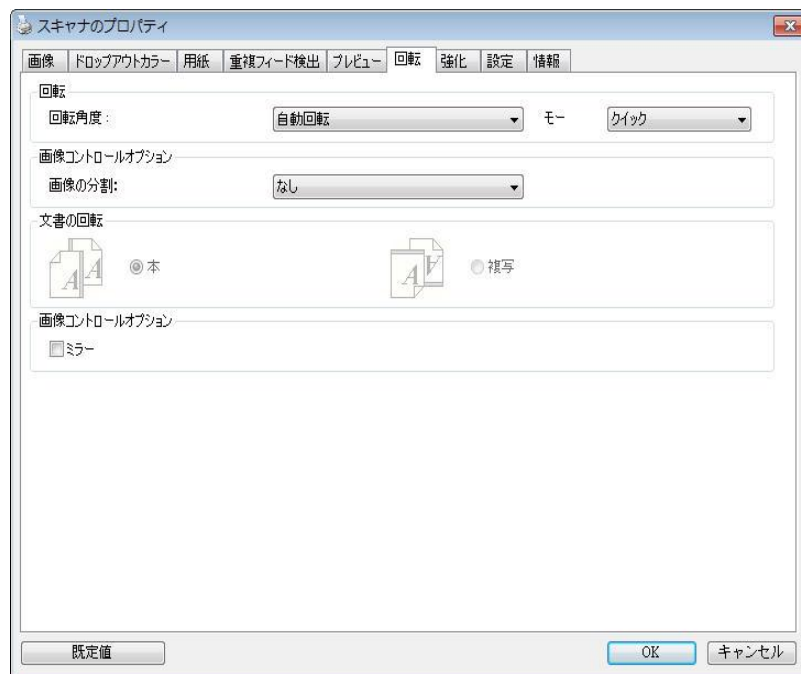 スキャナのプロパティ
画像 ドロップアウトカラー 用紙 重複フィード検出 プレビュー 回転 強化 設定 情報
回転
回転角度: 自動回転 モー クイック
画像コントロールオプション
画像の分割: なし
文書の回転
A A 本 A A 複写
画像コントロールオプション
ミラー
既定値 OK キャンセル